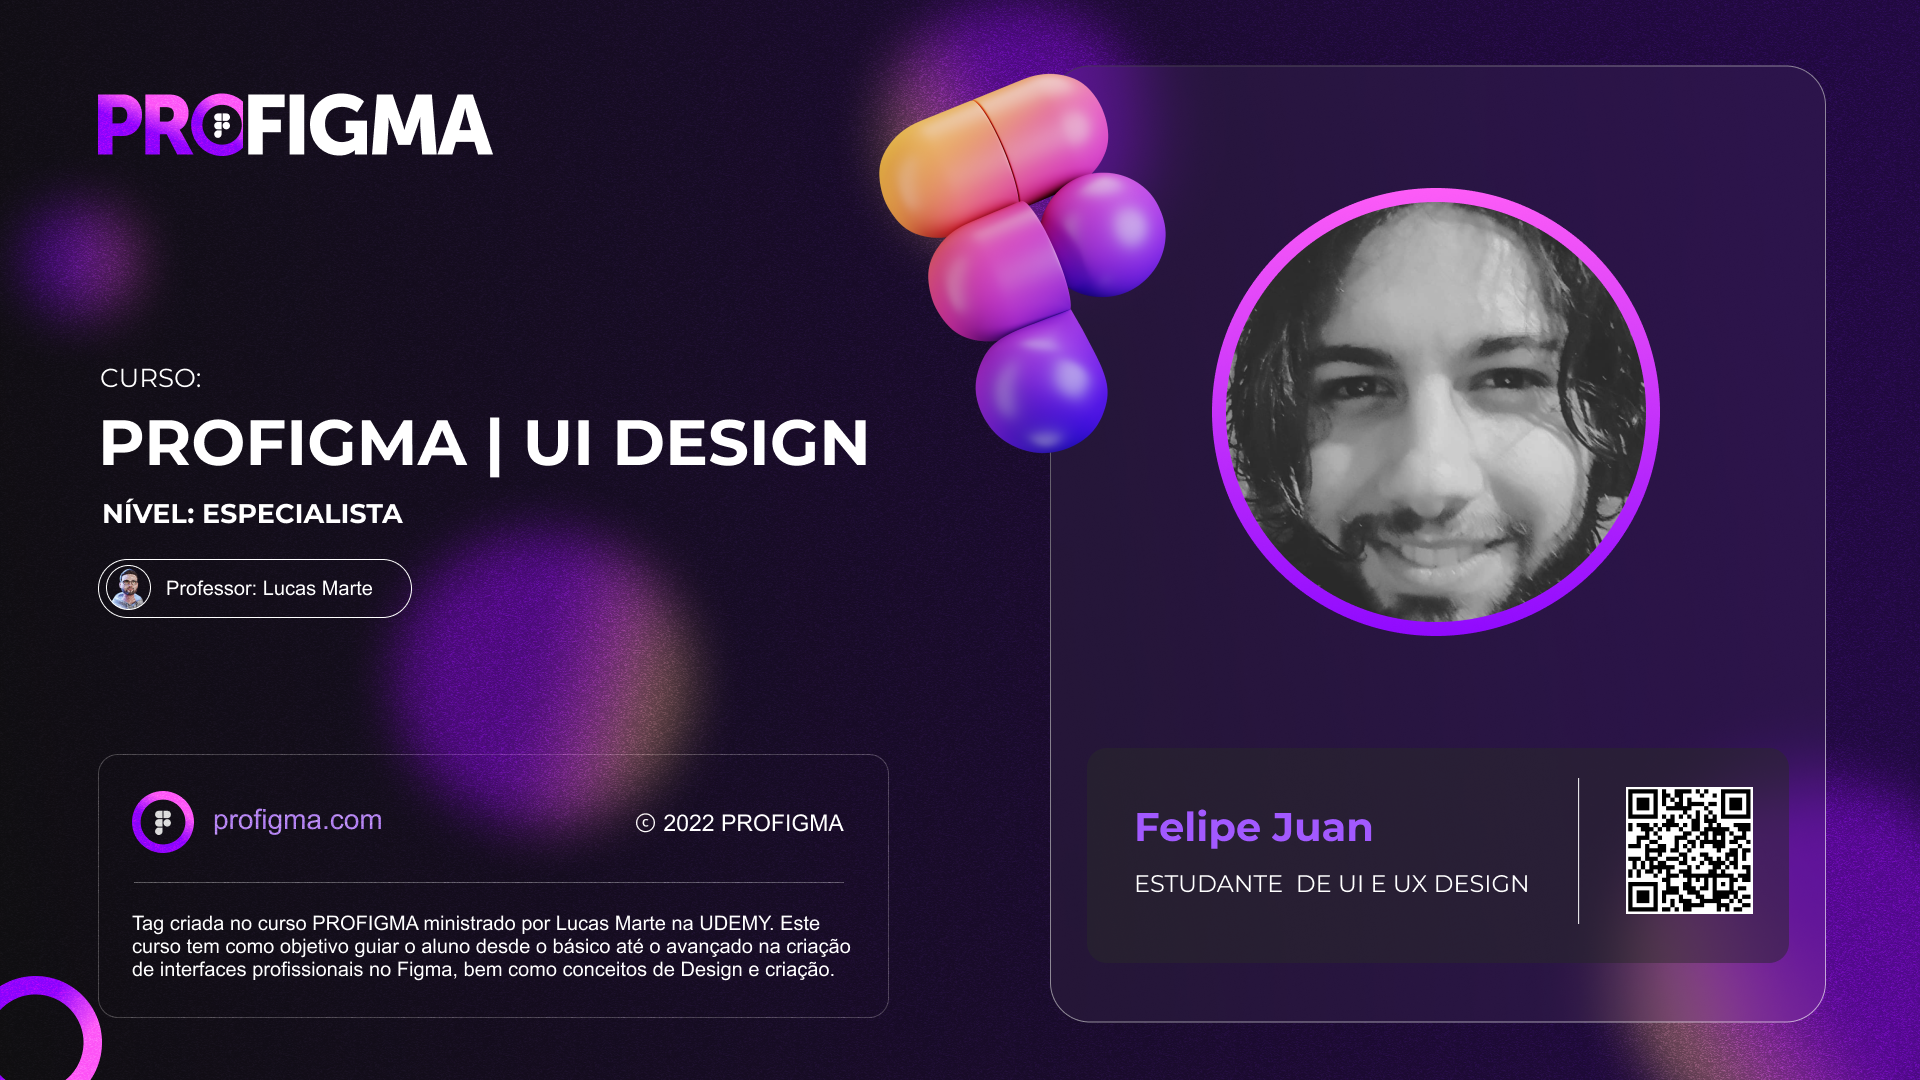 PROFIGMA
CURSO:
PROFIGMA | UI DESIGN
NÍVEL: ESPECIALISTA
Professor: Lucas Marte
profigma.com
© 2022 PROFIGMA
Tag criada no curso PROFIGMA ministrado por Lucas Marte na UDEMY. Este
curso tem como objetivo guiar o aluno desde o básico até o avançado na criação
de interfaces profissionais no Figma, bem como conceitos de Design e criação.
Felipe Juan
ESTUDANTE DE UI E UX DESIGN